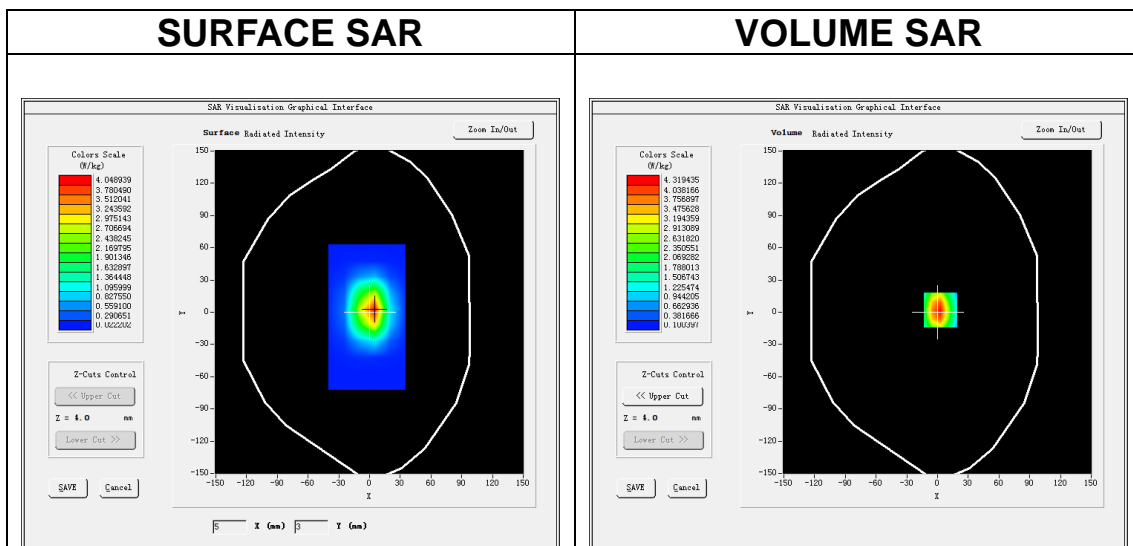 SURFACE SAR
VOLUME SAR
SAR Visualisation Graphical Interface
Surface Radiated Intensity
Zoom In/Out
Colors Scale
(W/kg)
4.048939
3.780490
3.512041
3.243592
2.975143
2.706694
2.438245
2.169795
1.901346
1.632897
1.364448
1.095999
0.827550
0.559100
0.290651
0.022202
Z-Cuts Control
<< Upper Cut
Z = 4.0 mm
Lower Cut >>
SAVE Cancel
150
120
90
60
30
0
-30
-60
-90
-120
-150
Y
-150 -120 -90 -60 -30 0 30 60 90 120 150
X
5 X (mm) 3 Y (mm)
SAR Visualisation Graphical Interface
Volume Radiated Intensity
Zoom In/Out
Colors Scale
(W/kg)
4.319435
4.038166
3.756897
3.475628
3.194359
2.913089
2.631820
2.350551
2.069282
1.788013
1.506743
1.225474
0.944205
0.662936
0.381666
0.100397
Z-Cuts Control
<< Upper Cut
Z = 4.0 mm
Lower Cut >>
SAVE Cancel
150
120
90
60
30
0
-30
-60
-90
-120
-150
Y
-150 -120 -90 -60 -30 0 30 60 90 120 150
X